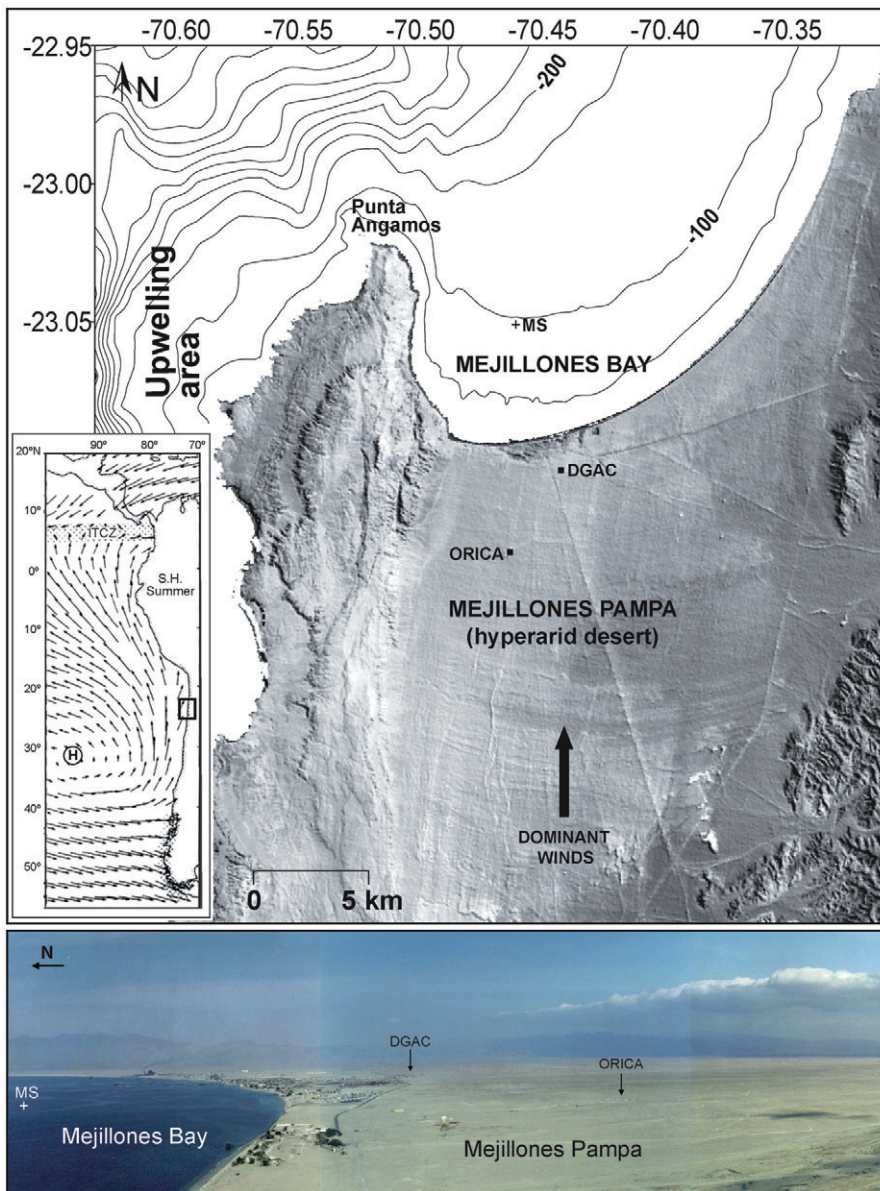 -70.60 -70.55 -70.50 -70.45 -70.40 -70.35
-22.95
N
-200
-23.00
Punta
Angamos
-100
-23.05
+MS
Upwelling
area
MEJILLONES BAY
90° 80° 70°
20°N
DGAC
10°
ITCZ
ORICA
0°
S.H.
Summer
MEJILLONES PAMPA
(hyperarid desert)
10°
20°
30°
H
40°
DOMINANT
WINDS
50°
0 5 km
N
DGAC
ORICA
MS
+
Mejillones Bay
Mejillones Pampa